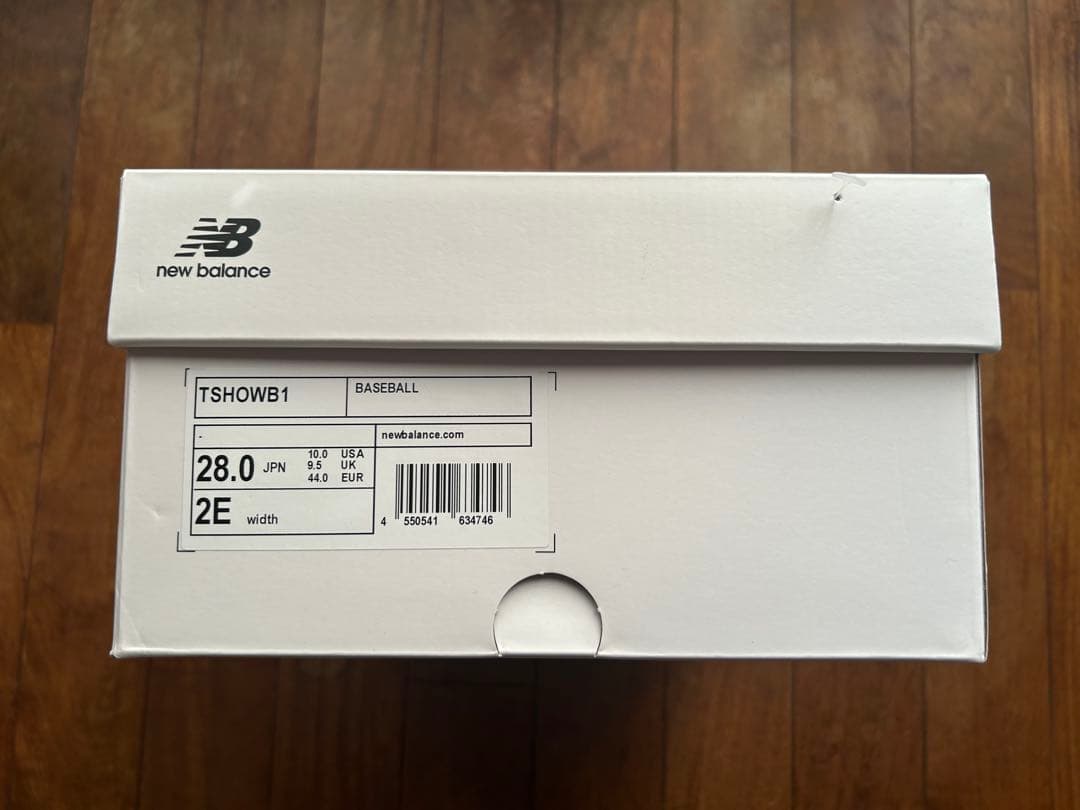 NB
new balance
TSHOWB1
BASEBALL
-
newbalance.com
28.0 JPN
10.0 USA
9.5 UK
44.0 EUR
2E width
4 550541 634746